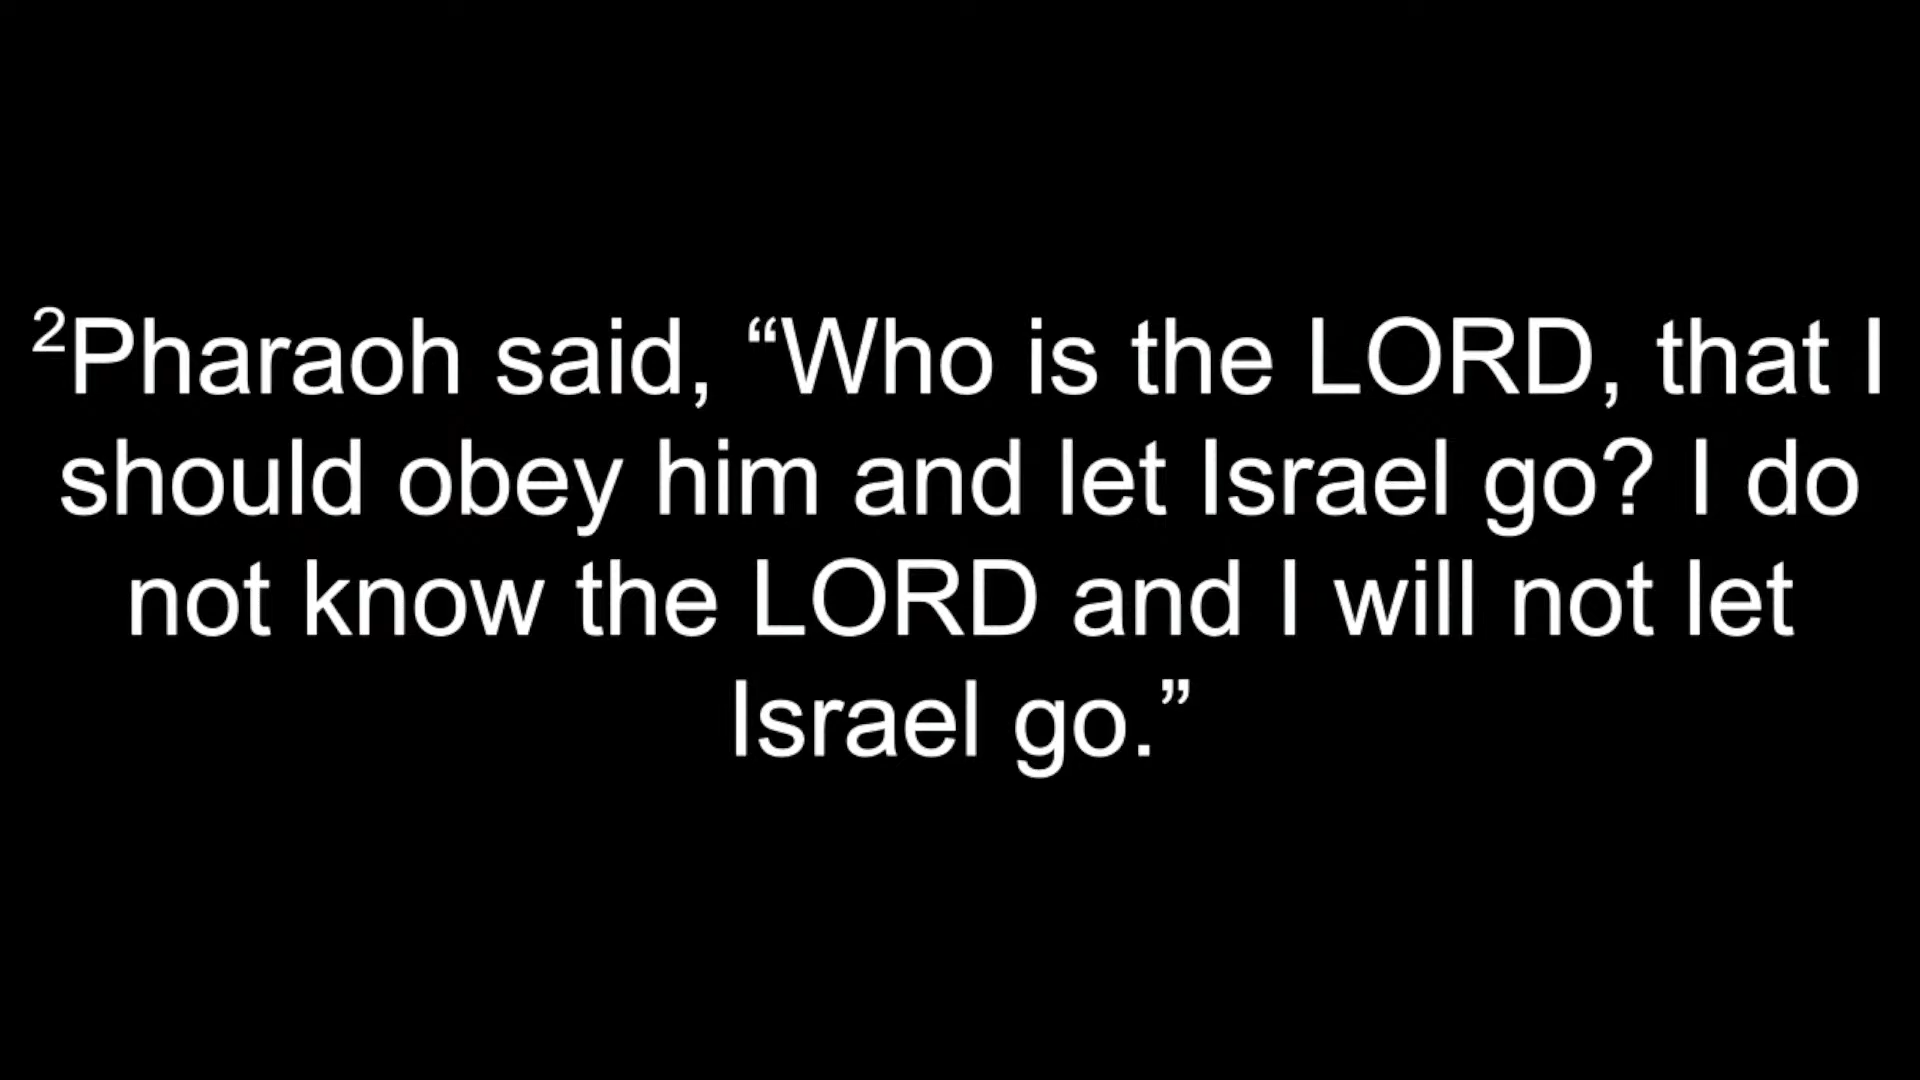 ²Pharaoh said, “Who is the LORD, that I
should obey him and let Israel go? I do
not know the LORD and I will not let
Israel go.”